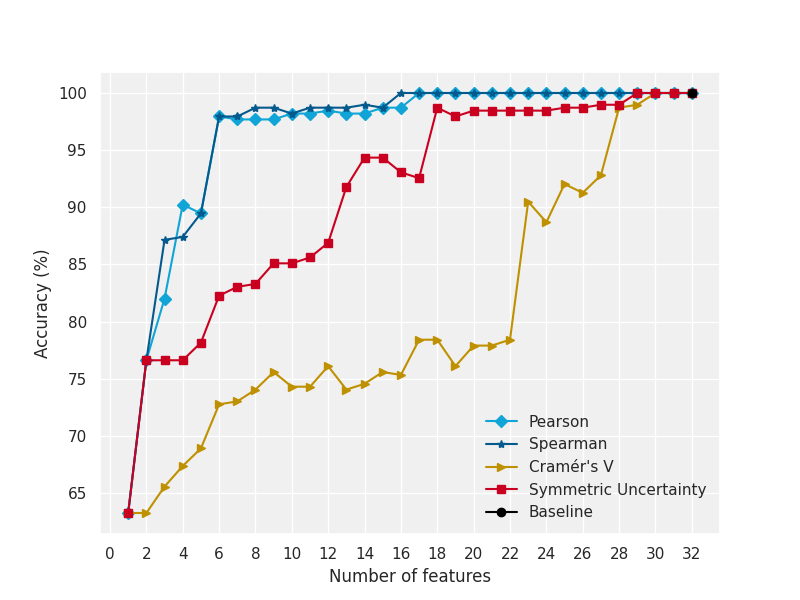 100
95
90
85
80
75
70
65
Accuracy (%)
Pearson
Spearman
Cramér's V
Symmetric Uncertainty
Baseline
0 2 4 6 8 10 12 14 16 18 20 22 24 26 28 30 32
Number of features